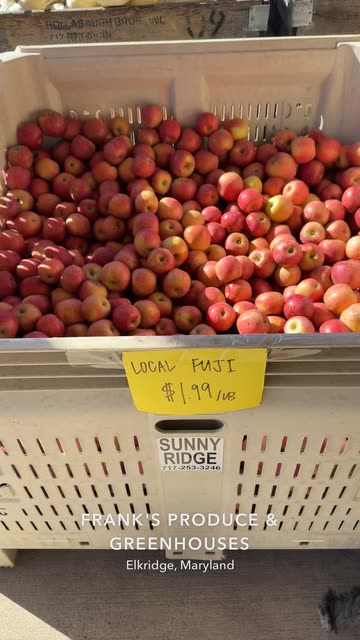 HOLLABAUGH BROS. INC
LOCAL FUJI
$1.99/LB
SUNNY
RIDGE
717-253-3246
FRANK'S PRODUCE &
GREENHOUSES
Elkridge, Maryland